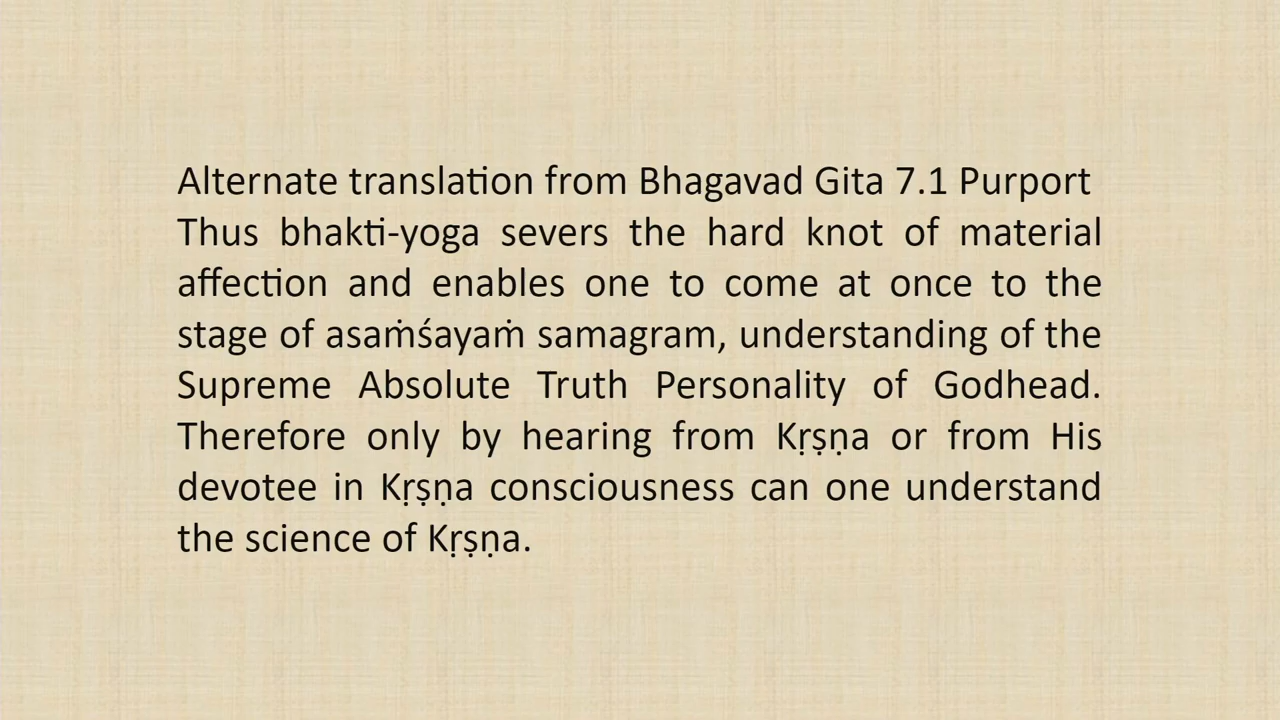 Alternate translation from Bhagavad Gita 7.1 Purport
Thus bhakti-yoga severs the hard knot of material
affection and enables one to come at once to the
stage of asaṁśayaṁ samagram, understanding of the
Supreme Absolute Truth Personality of Godhead.
Therefore only by hearing from Kṛṣṇa or from His
devotee in Kṛṣṇa consciousness can one understand
the science of Kṛṣṇa.